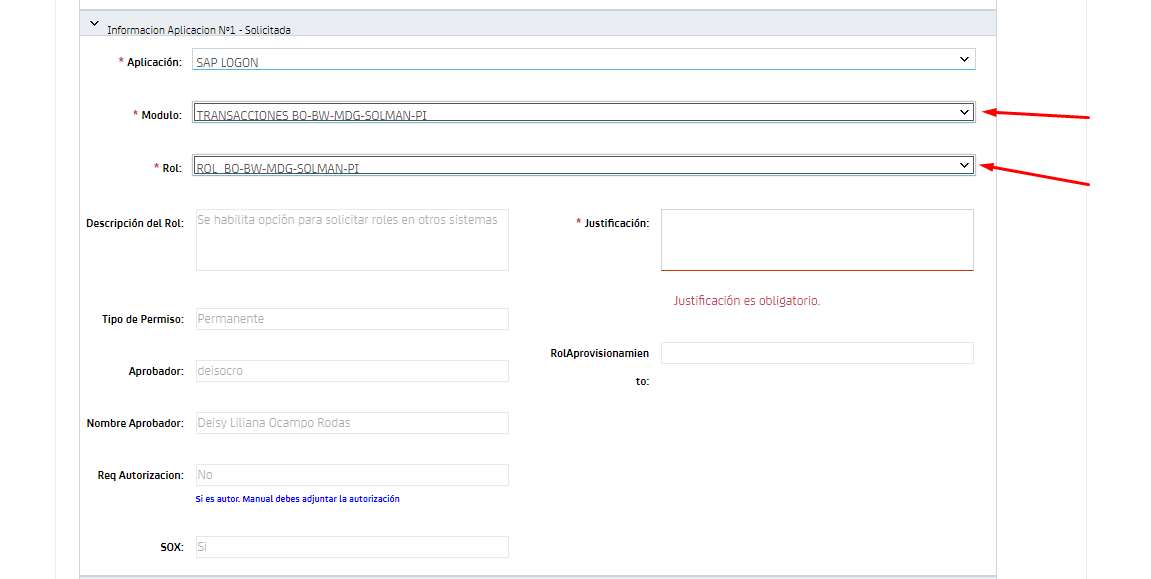 Informacion Aplicacion Nº1 - Solicitada
* Aplicación: SAP LOGON
* Modulo: TRANSACCIONES BO-BW-MDG-SOLMAN-PI
* Rol: ROL_BO-BW-MDG-SOLMAN-PI
Descripción del Rol: Se habilita opción para solicitar roles en otros sistemas
* Justificación:
Justificación es obligatorio.
Tipo de Permiso: Permanente
RolAprovisionamien
to:
Aprobador: deisocro
Nombre Aprobador: Deisy Liliana Ocampo Rodas
Req Autorizacion: No
Si es autor. Manual debes adjuntar la autorización
SOX: Si